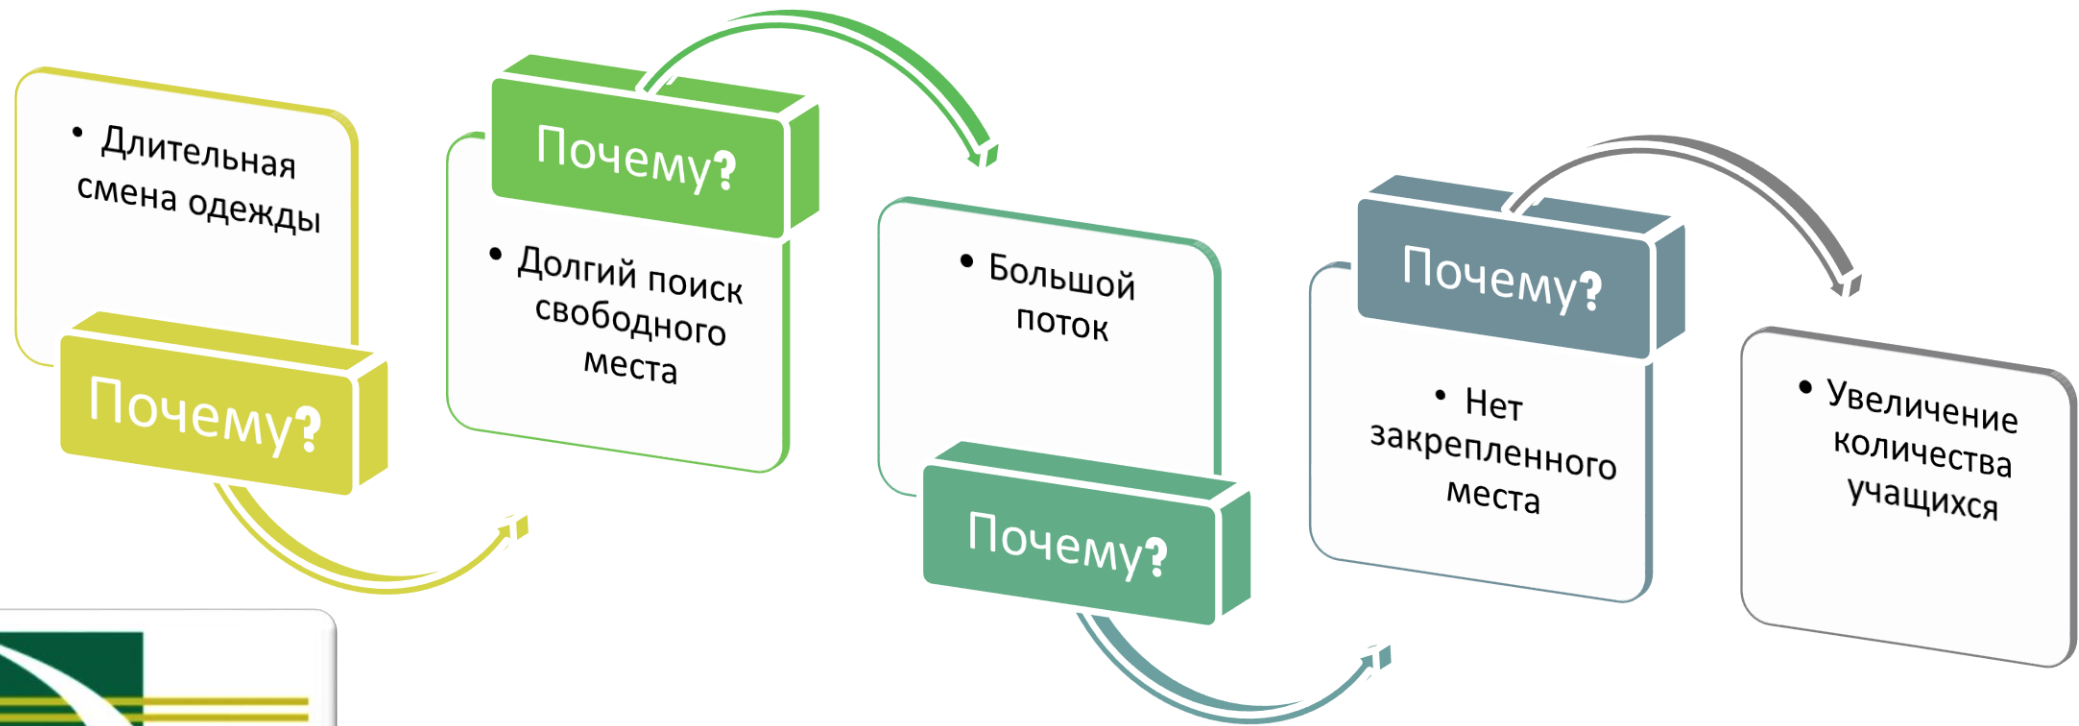 • Длительная
смена одежды
Почему?
Почему?
• Долгий поиск
свободного
места
• Большой
поток
Почему?
Почему?
• Нет
закрепленного
места
• Увеличение
количества
учащихся